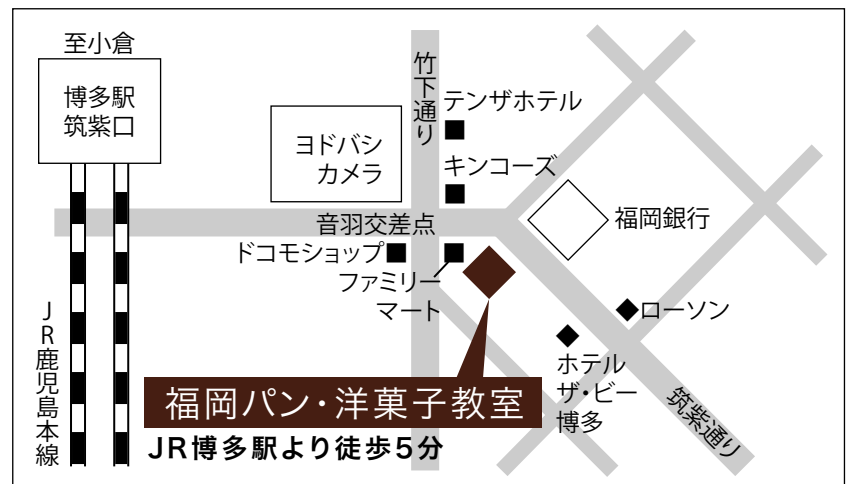 至小倉
博多駅
筑紫口
竹下通り
テンザホテル
ヨドバシ
カメラ
キンコーズ
音羽交差点
福岡銀行
ドコモショップ
ファミリー
マート
ローソン
JR鹿児島本線
ホテル
ザ・ビー
博多
筑紫通り
福岡パン・洋菓子教室
JR博多駅より徒歩5分